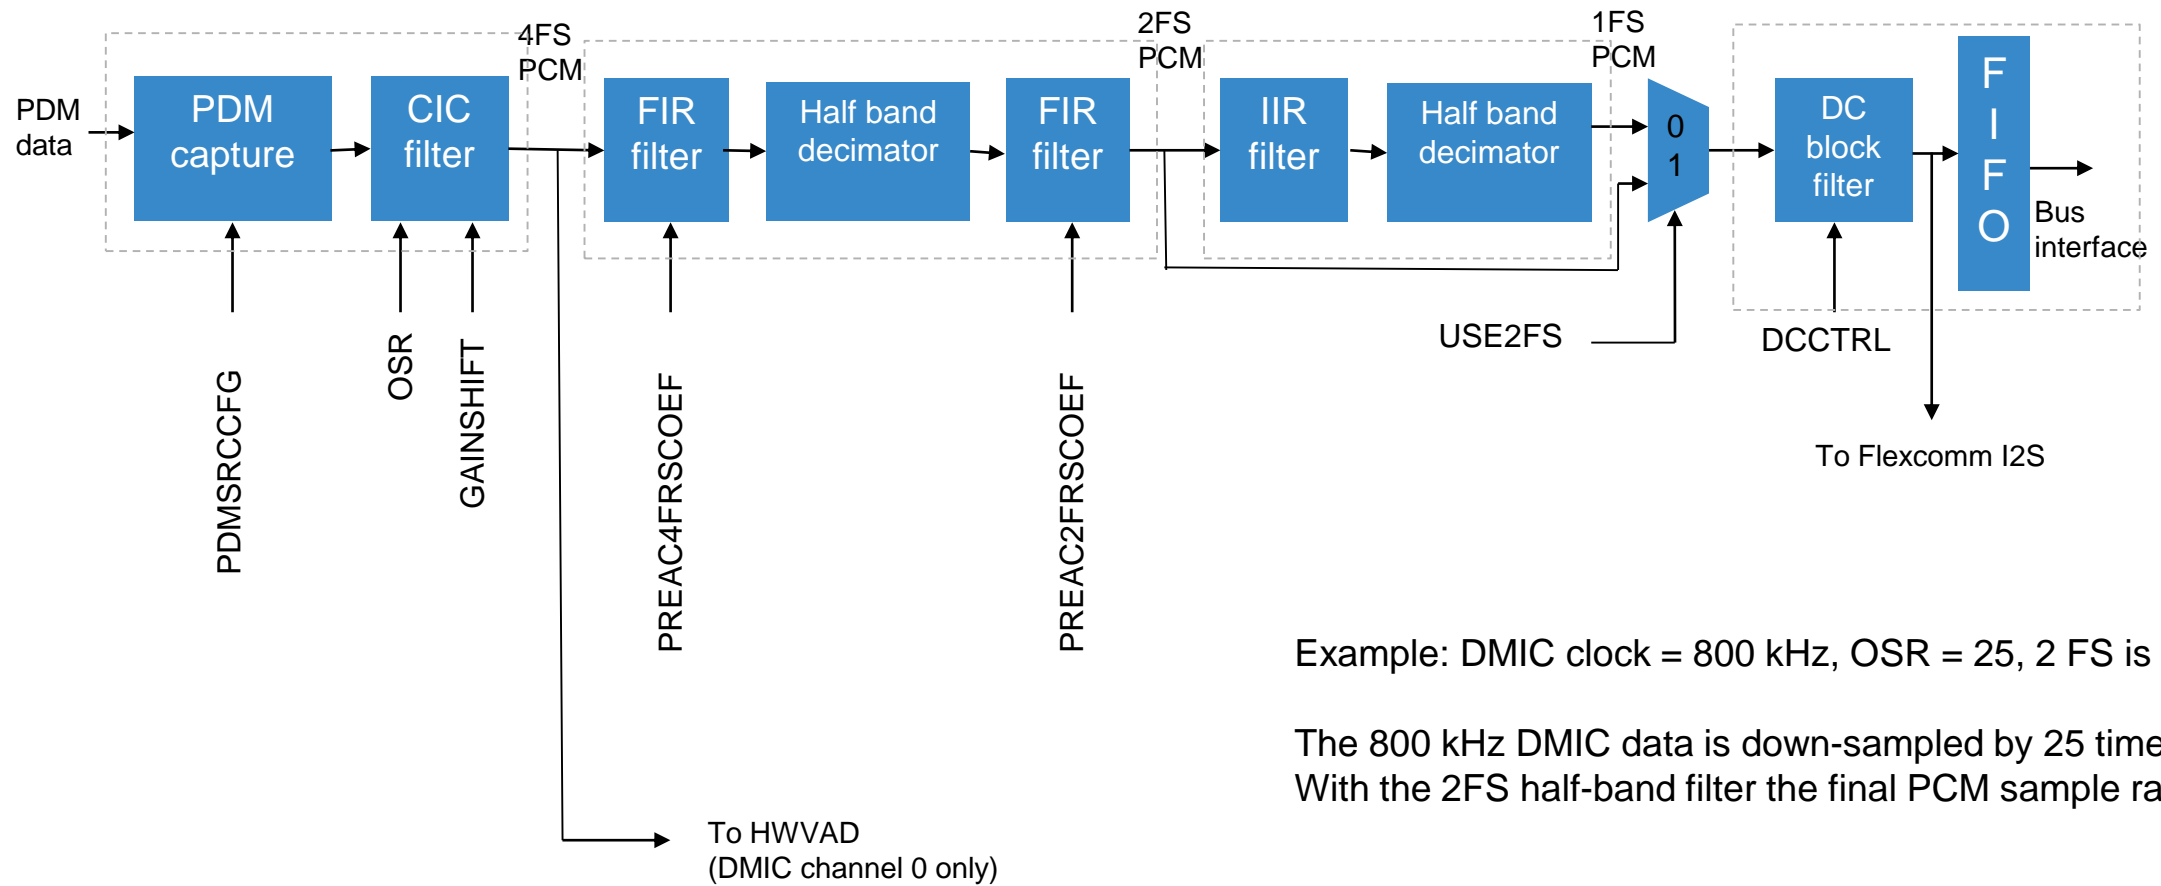 4FS
PCM
2FS
PCM
1FS
PCM
PDM
data
PDM
capture
CIC
filter
FIR
filter
Half band
decimator
FIR
filter
IIR
filter
Half band
decimator
0
1
DC
block
filter
F
I
F
O
Bus
interface
PDMSRCCFG
OSR
GAINSHIFT
PREAC4FRSCOEF
PREAC2FRSCOEF
USE2FS
DCCTRL
To Flexcomm I2S
Example: DMIC clock = 800 kHz, OSR = 25, 2 FS is
The 800 kHz DMIC data is down-sampled by 25
With the 2FS half-band filter the final PCM sample
To HWVAD
(DMIC channel 0 only)